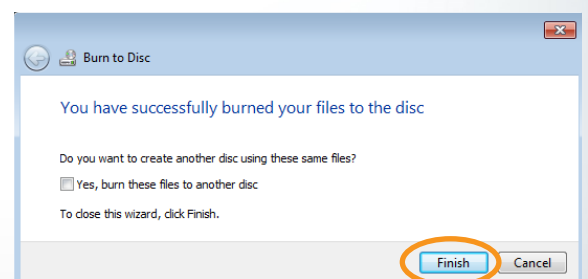 Burn to Disc
You have successfully burned your files to the disc
Do you want to create another disc using these same files?
Yes, burn these files to another disc
To close this wizard, click Finish.
Finish
Cancel